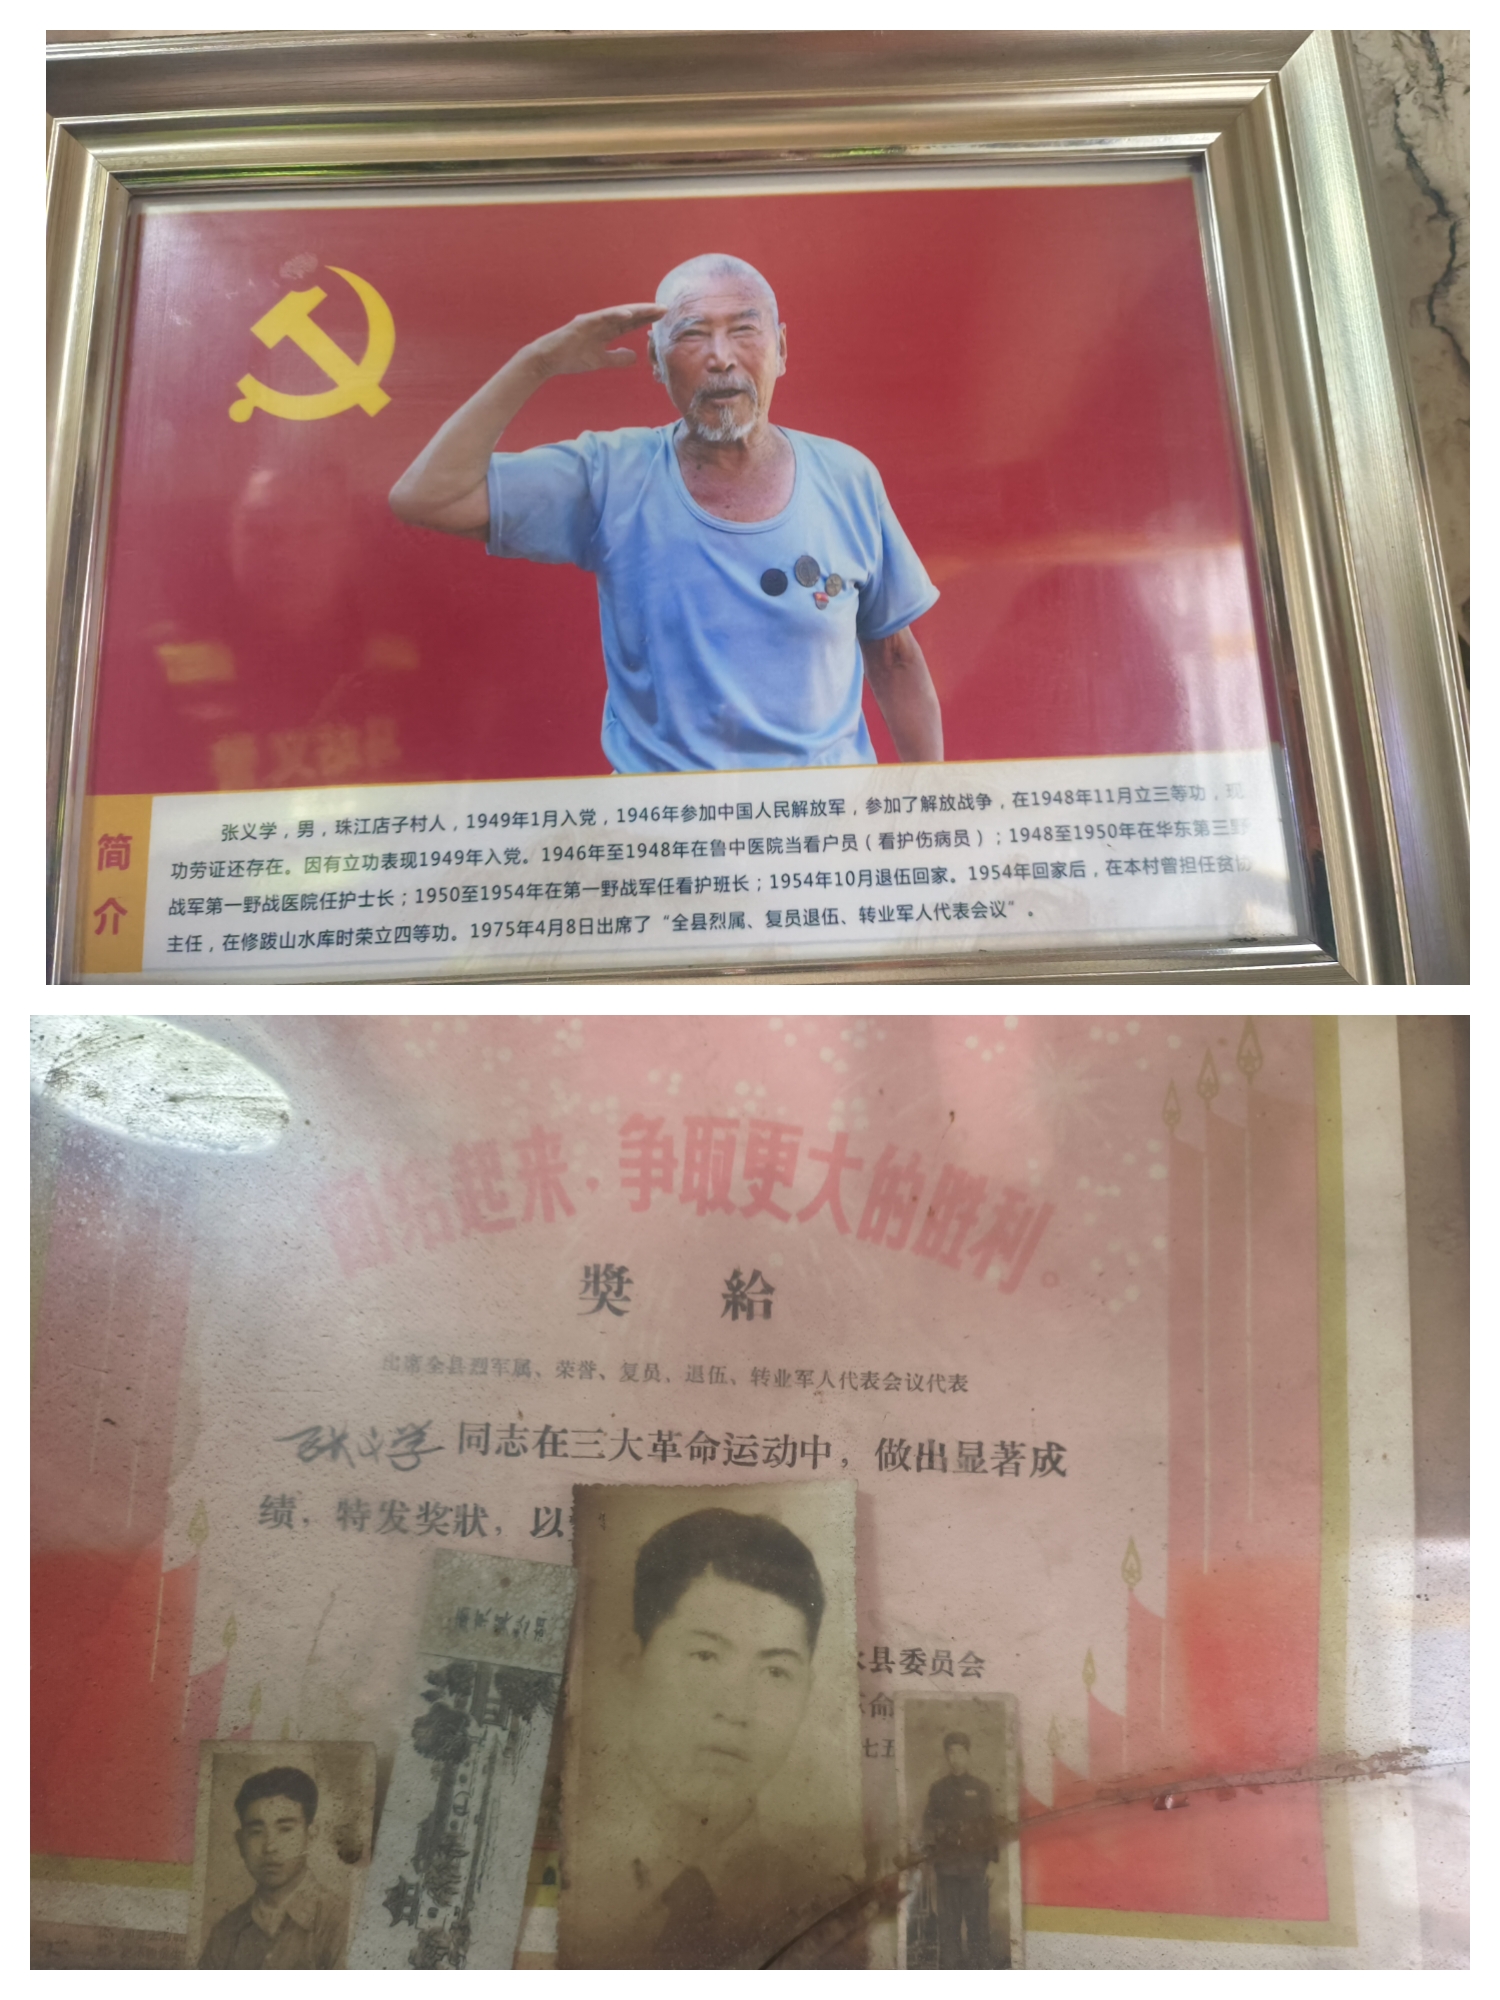 简介
张义学，男，珠江店子村人，1949年1月入党，1946年参加中国人民解放军，参加了解放战争，在1948年11月立三等功，现
功劳证还存在。因有立功表现1949年入党。1946年至1948年在鲁中医院当看户员（看护伤病员）；1948至1950年在华东第三野
战军第一野战医院任护士长；1950至1954年在第一野战军任看护班长；1954年10月退伍回家。1954年回家后，在本村曾担任贫协
主任，在修跋山水库时荣立四等功。1975年4月8日出席了“全县烈属、复员退伍、转业军人代表会议”。
团结起来，争取更大的胜利。
奬給
出席全县烈军属、荣誉、复员、退伍、转业军人代表会议代表
张义学同志在三大革命运动中，做出显著成
绩，特发奖狀，以
县委员会
命
七五